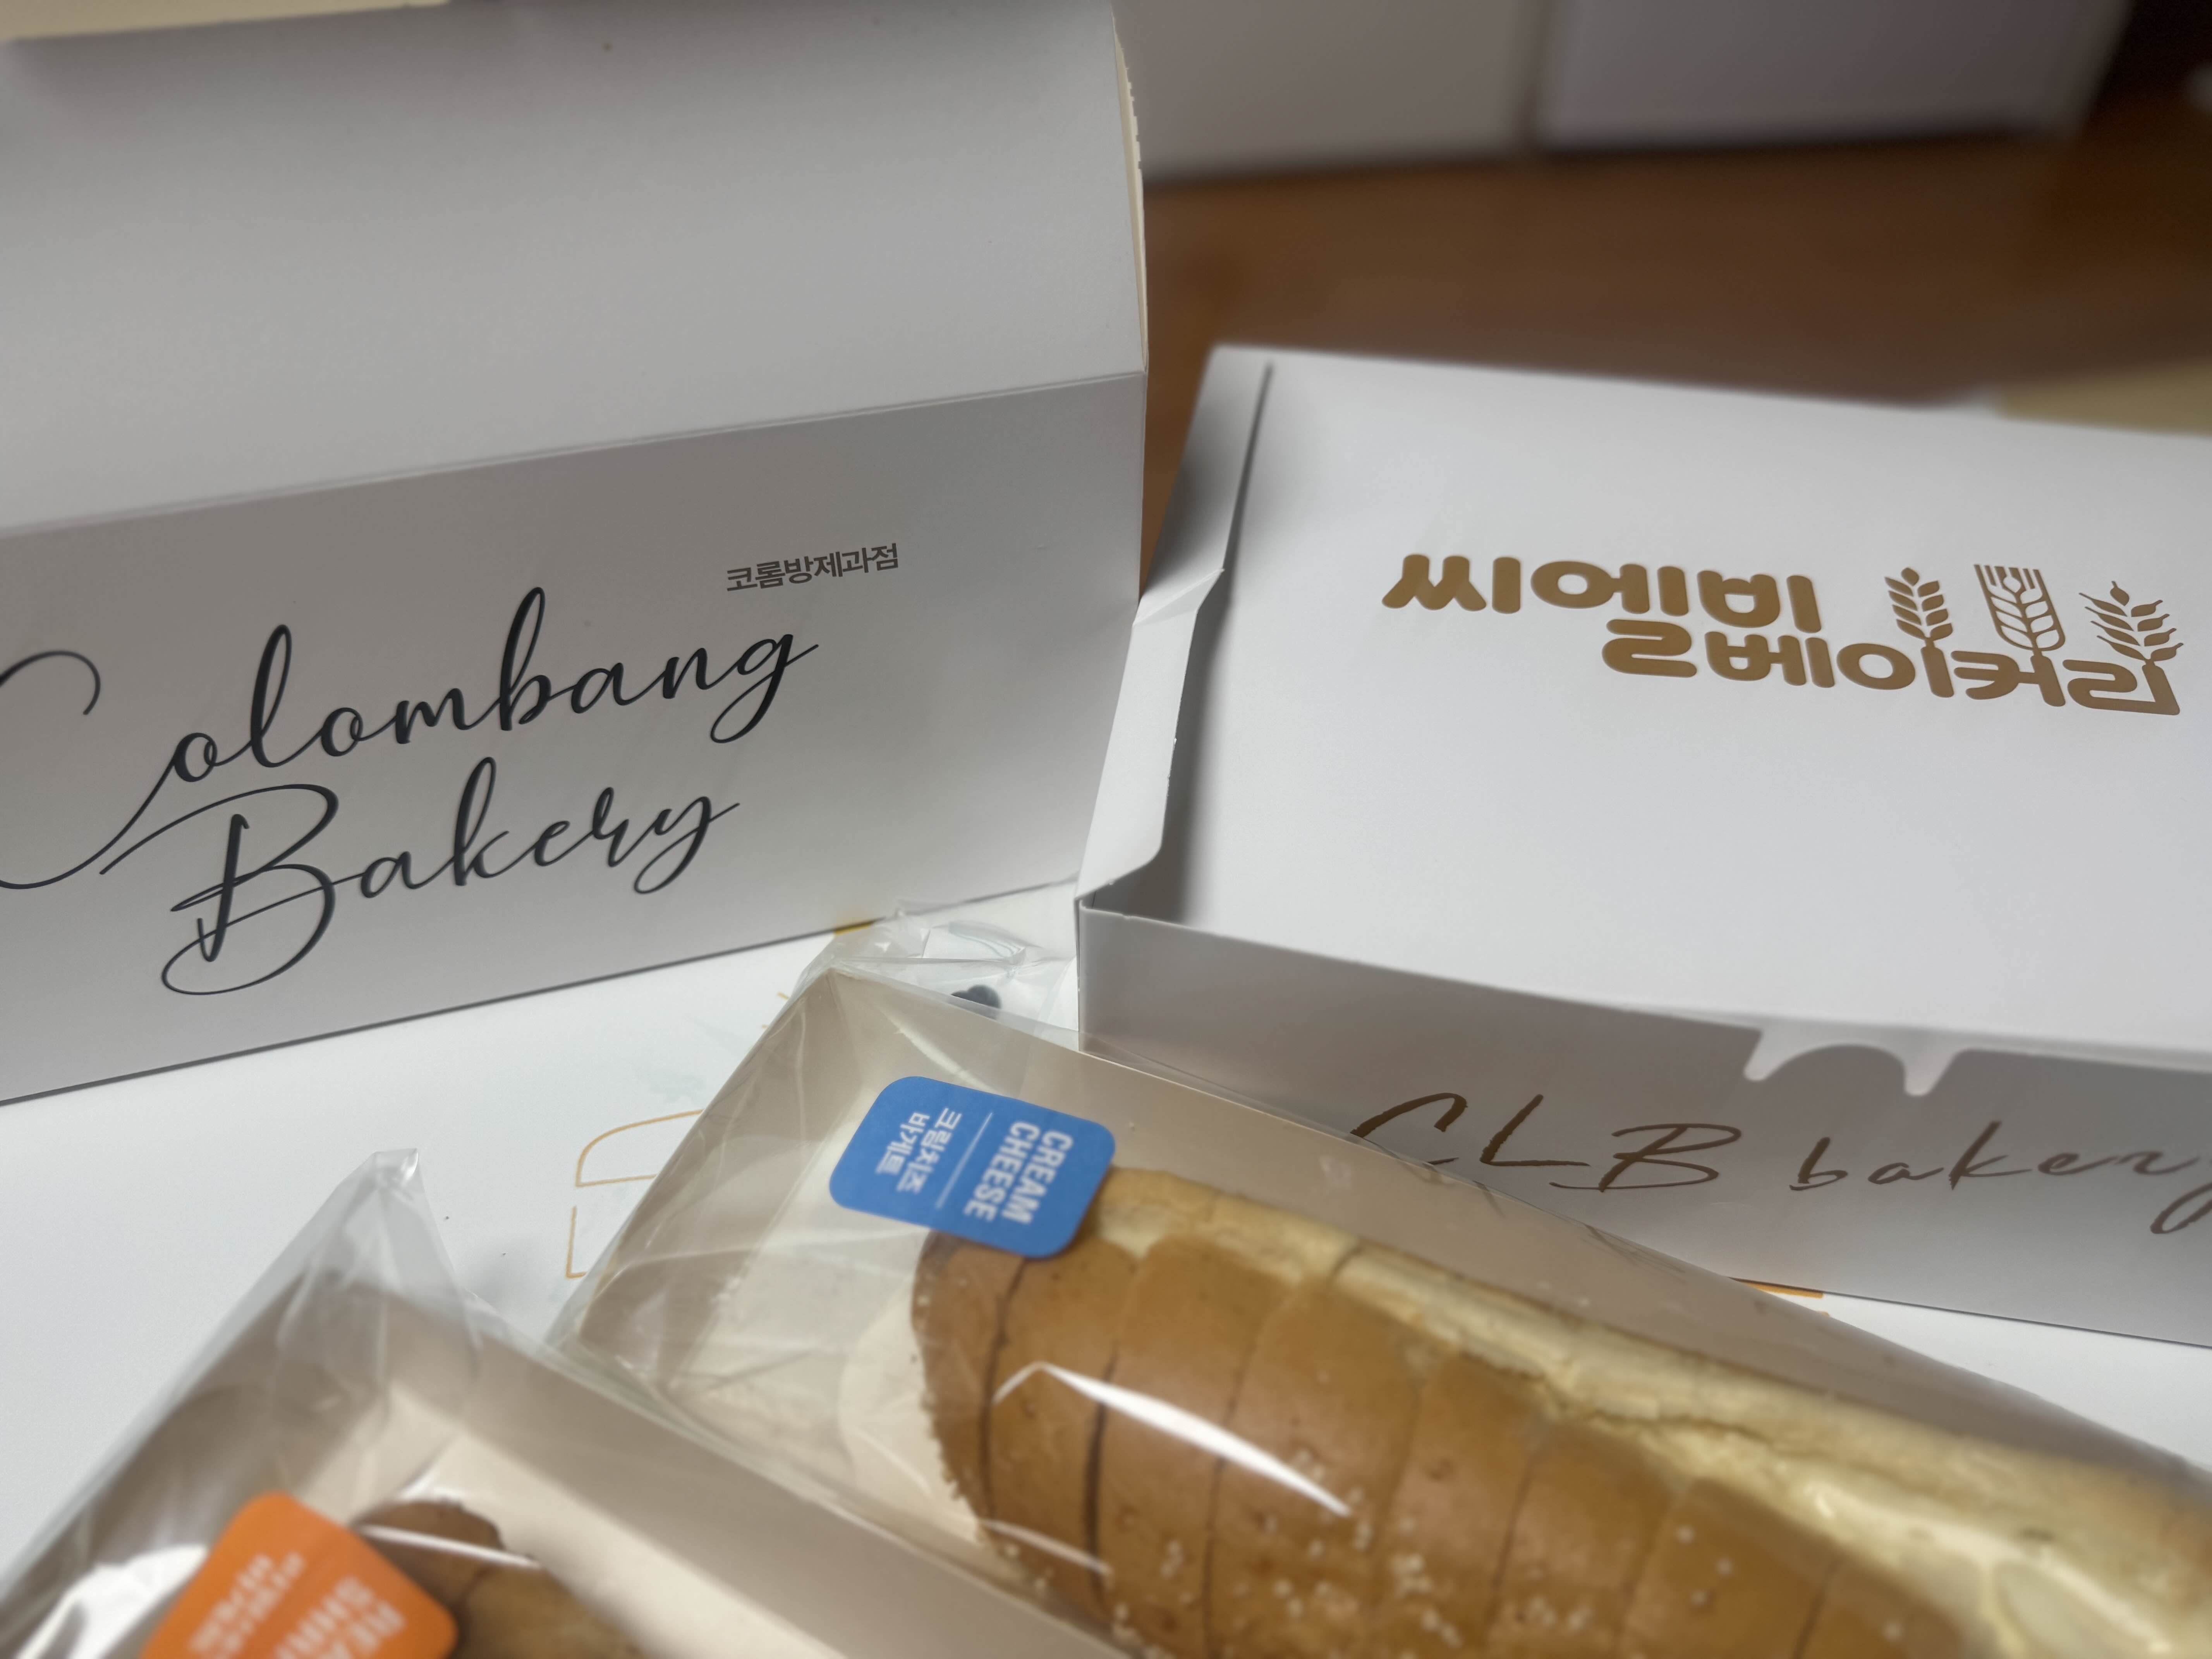 코롬방제과점
Colombang
Bakery
씨엘비
베이커리
CLB bakery
CREAM
CHEESE
크림치즈
바게트